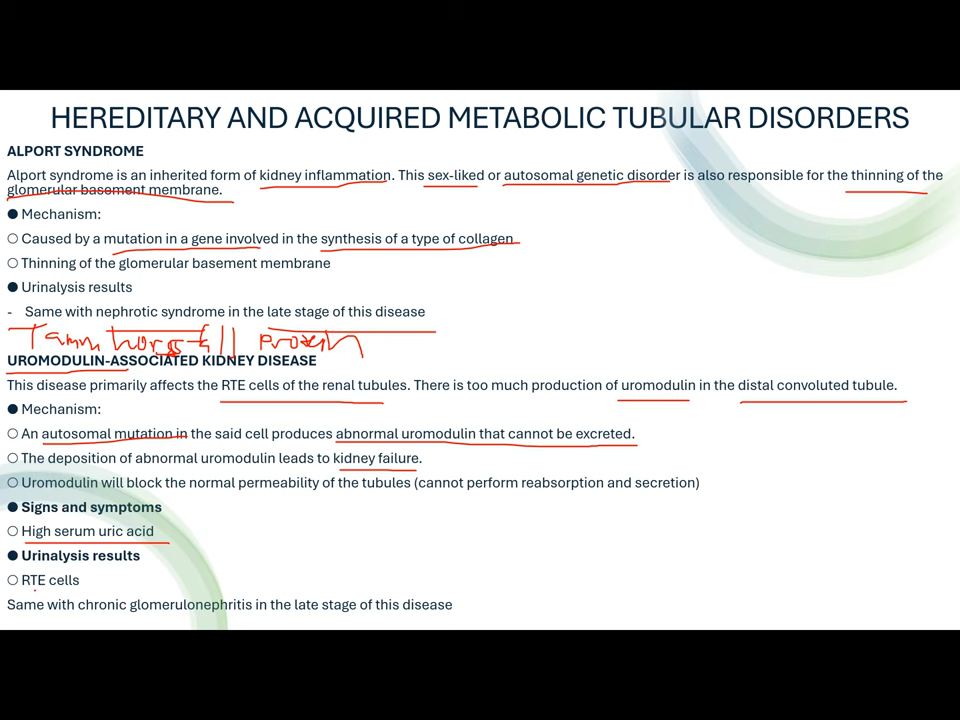 HEREDITARY AND ACQUIRED METABOLIC TUBULAR DISORDERS
ALPORT SYNDROME
Alport syndrome is an inherited form of kidney inflammation. This sex-liked or autosomal genetic disorder is also responsible for the thinning of the
glomerular basement membrane.
● Mechanism:
○ Caused by a mutation in a gene involved in the synthesis of a type of collagen
○ Thinning of the glomerular basement membrane
● Urinalysis results
- Same with nephrotic syndrome in the late stage of this disease
Tamm horsfall protein
UROMODULIN-ASSOCIATED KIDNEY DISEASE
This disease primarily affects the RTE cells of the renal tubules. There is too much production of uromodulin in the distal convoluted tubule.
● Mechanism:
○ An autosomal mutation in the said cell produces abnormal uromodulin that cannot be excreted.
○ The deposition of abnormal uromodulin leads to kidney failure.
○ Uromodulin will block the normal permeability of the tubules (cannot perform reabsorption and secretion)
● Signs and symptoms
○ High serum uric acid
● Urinalysis results
○ RTE cells
Same with chronic glomerulonephritis in the late stage of this disease